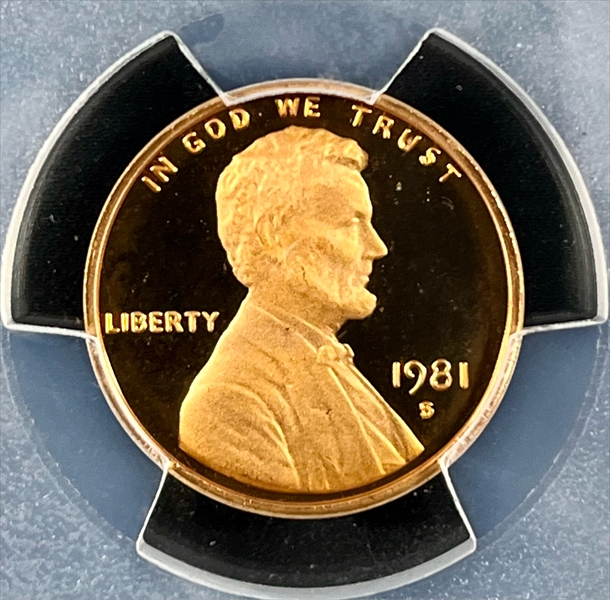 IN GOD WE TRUST
LIBERTY
1981
S